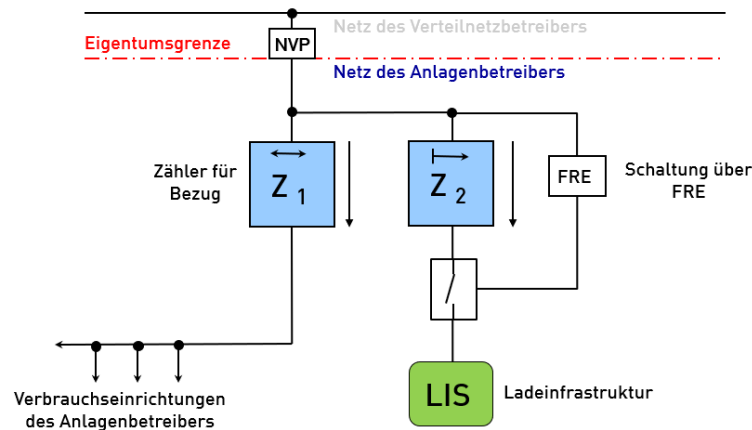 Netz des Verteilnetzbetreibers
Eigentumsgrenze
NVP
Netz des Anlagenbetreibers
Zähler für
Bezug
Z 1
Z 2
FRE
Schaltung über
FRE
LIS
Ladeinfrastruktur
Verbrauchseinrichtungen
des Anlagenbetreibers